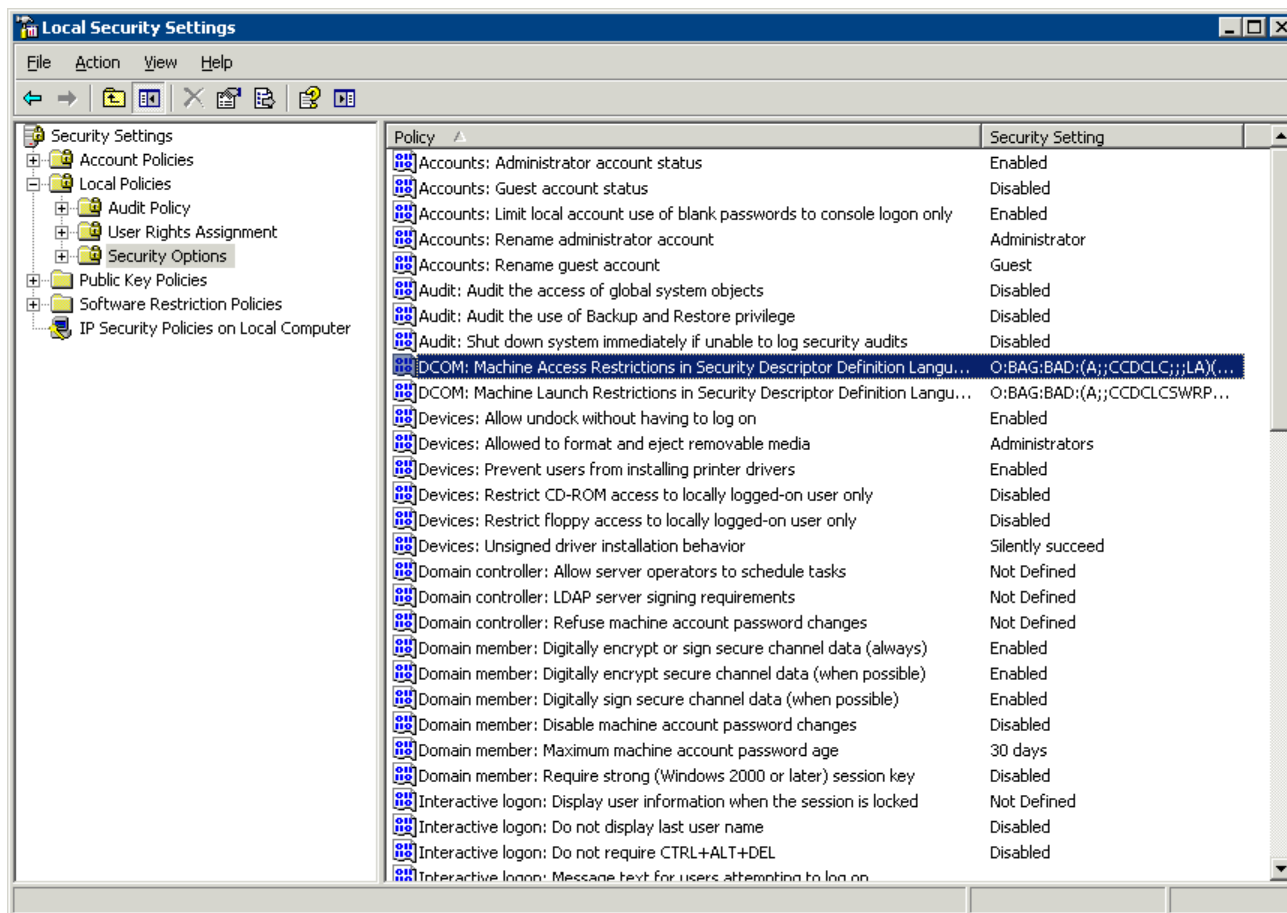 Local Security Settings
File Action View Help
Security Settings
Account Policies
Local Policies
Audit Policy
User Rights Assignment
Security Options
Public Key Policies
Software Restriction Policies
IP Security Policies on Local Computer
Policy Security Setting
Accounts: Administrator account status Enabled
Accounts: Guest account status Disabled
Accounts: Limit local account use of blank passwords to console logon only Enabled
Accounts: Rename administrator account Administrator
Accounts: Rename guest account Guest
Audit: Audit the access of global system objects Disabled
Audit: Audit the use of Backup and Restore privilege Disabled
Audit: Shut down system immediately if unable to log security audits Disabled
DCOM: Machine Access Restrictions in Security Descriptor Definition Langu... O:BAG:BAD:(A;;CCDCLC;;;LA)(...
DCOM: Machine Launch Restrictions in Security Descriptor Definition Langu... O:BAG:BAD:(A;;CCDCLCSWRP...
Devices: Allow undock without having to log on Enabled
Devices: Allowed to format and eject removable media Administrators
Devices: Prevent users from installing printer drivers Enabled
Devices: Restrict CD-ROM access to locally logged-on user only Disabled
Devices: Restrict floppy access to locally logged-on user only Disabled
Devices: Unsigned driver installation behavior Silently succeed
Domain controller: Allow server operators to schedule tasks Not Defined
Domain controller: LDAP server signing requirements Not Defined
Domain controller: Refuse machine account password changes Not Defined
Domain member: Digitally encrypt or sign secure channel data (always) Enabled
Domain member: Digitally encrypt secure channel data (when possible) Enabled
Domain member: Digitally sign secure channel data (when possible) Enabled
Domain member: Disable machine account password changes Disabled
Domain member: Maximum machine account password age 30 days
Domain member: Require strong (Windows 2000 or later) session key Disabled
Interactive logon: Display user information when the session is locked Not Defined
Interactive logon: Do not display last user name Disabled
Interactive logon: Do not require CTRL+ALT+DEL Disabled
Interactive logon: Message text for users attempting to log on